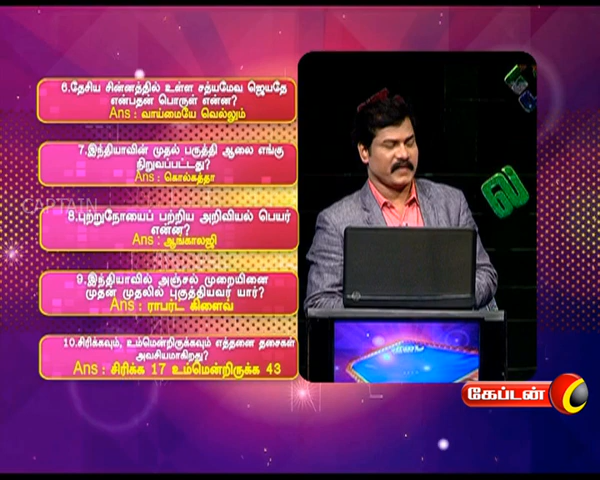 6.தேசிய சின்னத்தில் உள்ள சத்யமேவ ஜெயதே
என்பதன் பொருள் என்ன?
Ans : வாய்மையே வெல்லும்
7.இந்தியாவின் முதல் பருத்தி ஆலை எங்கு
நிறுவப்பட்டது?
Ans : கொல்கத்தா
CAPTAIN
8.புற்றுநோயைப் பற்றிய அறிவியல் பெயர்
என்ன?
Ans : ஆங்காலஜி
9.இந்தியாவில் அஞ்சல் முறையினை
முதன் முதலில் புகுத்தியவர் யார்?
Ans : ராபர்ட் கிளைவ்
10.சிரிக்கவும், உம்மென்றிருக்கவும் எத்தனை தசைகள்
அவசியமாகிறது?
Ans : சிரிக்க 17 உம்மென்றிருக்க 43
ல
கேப்டன்